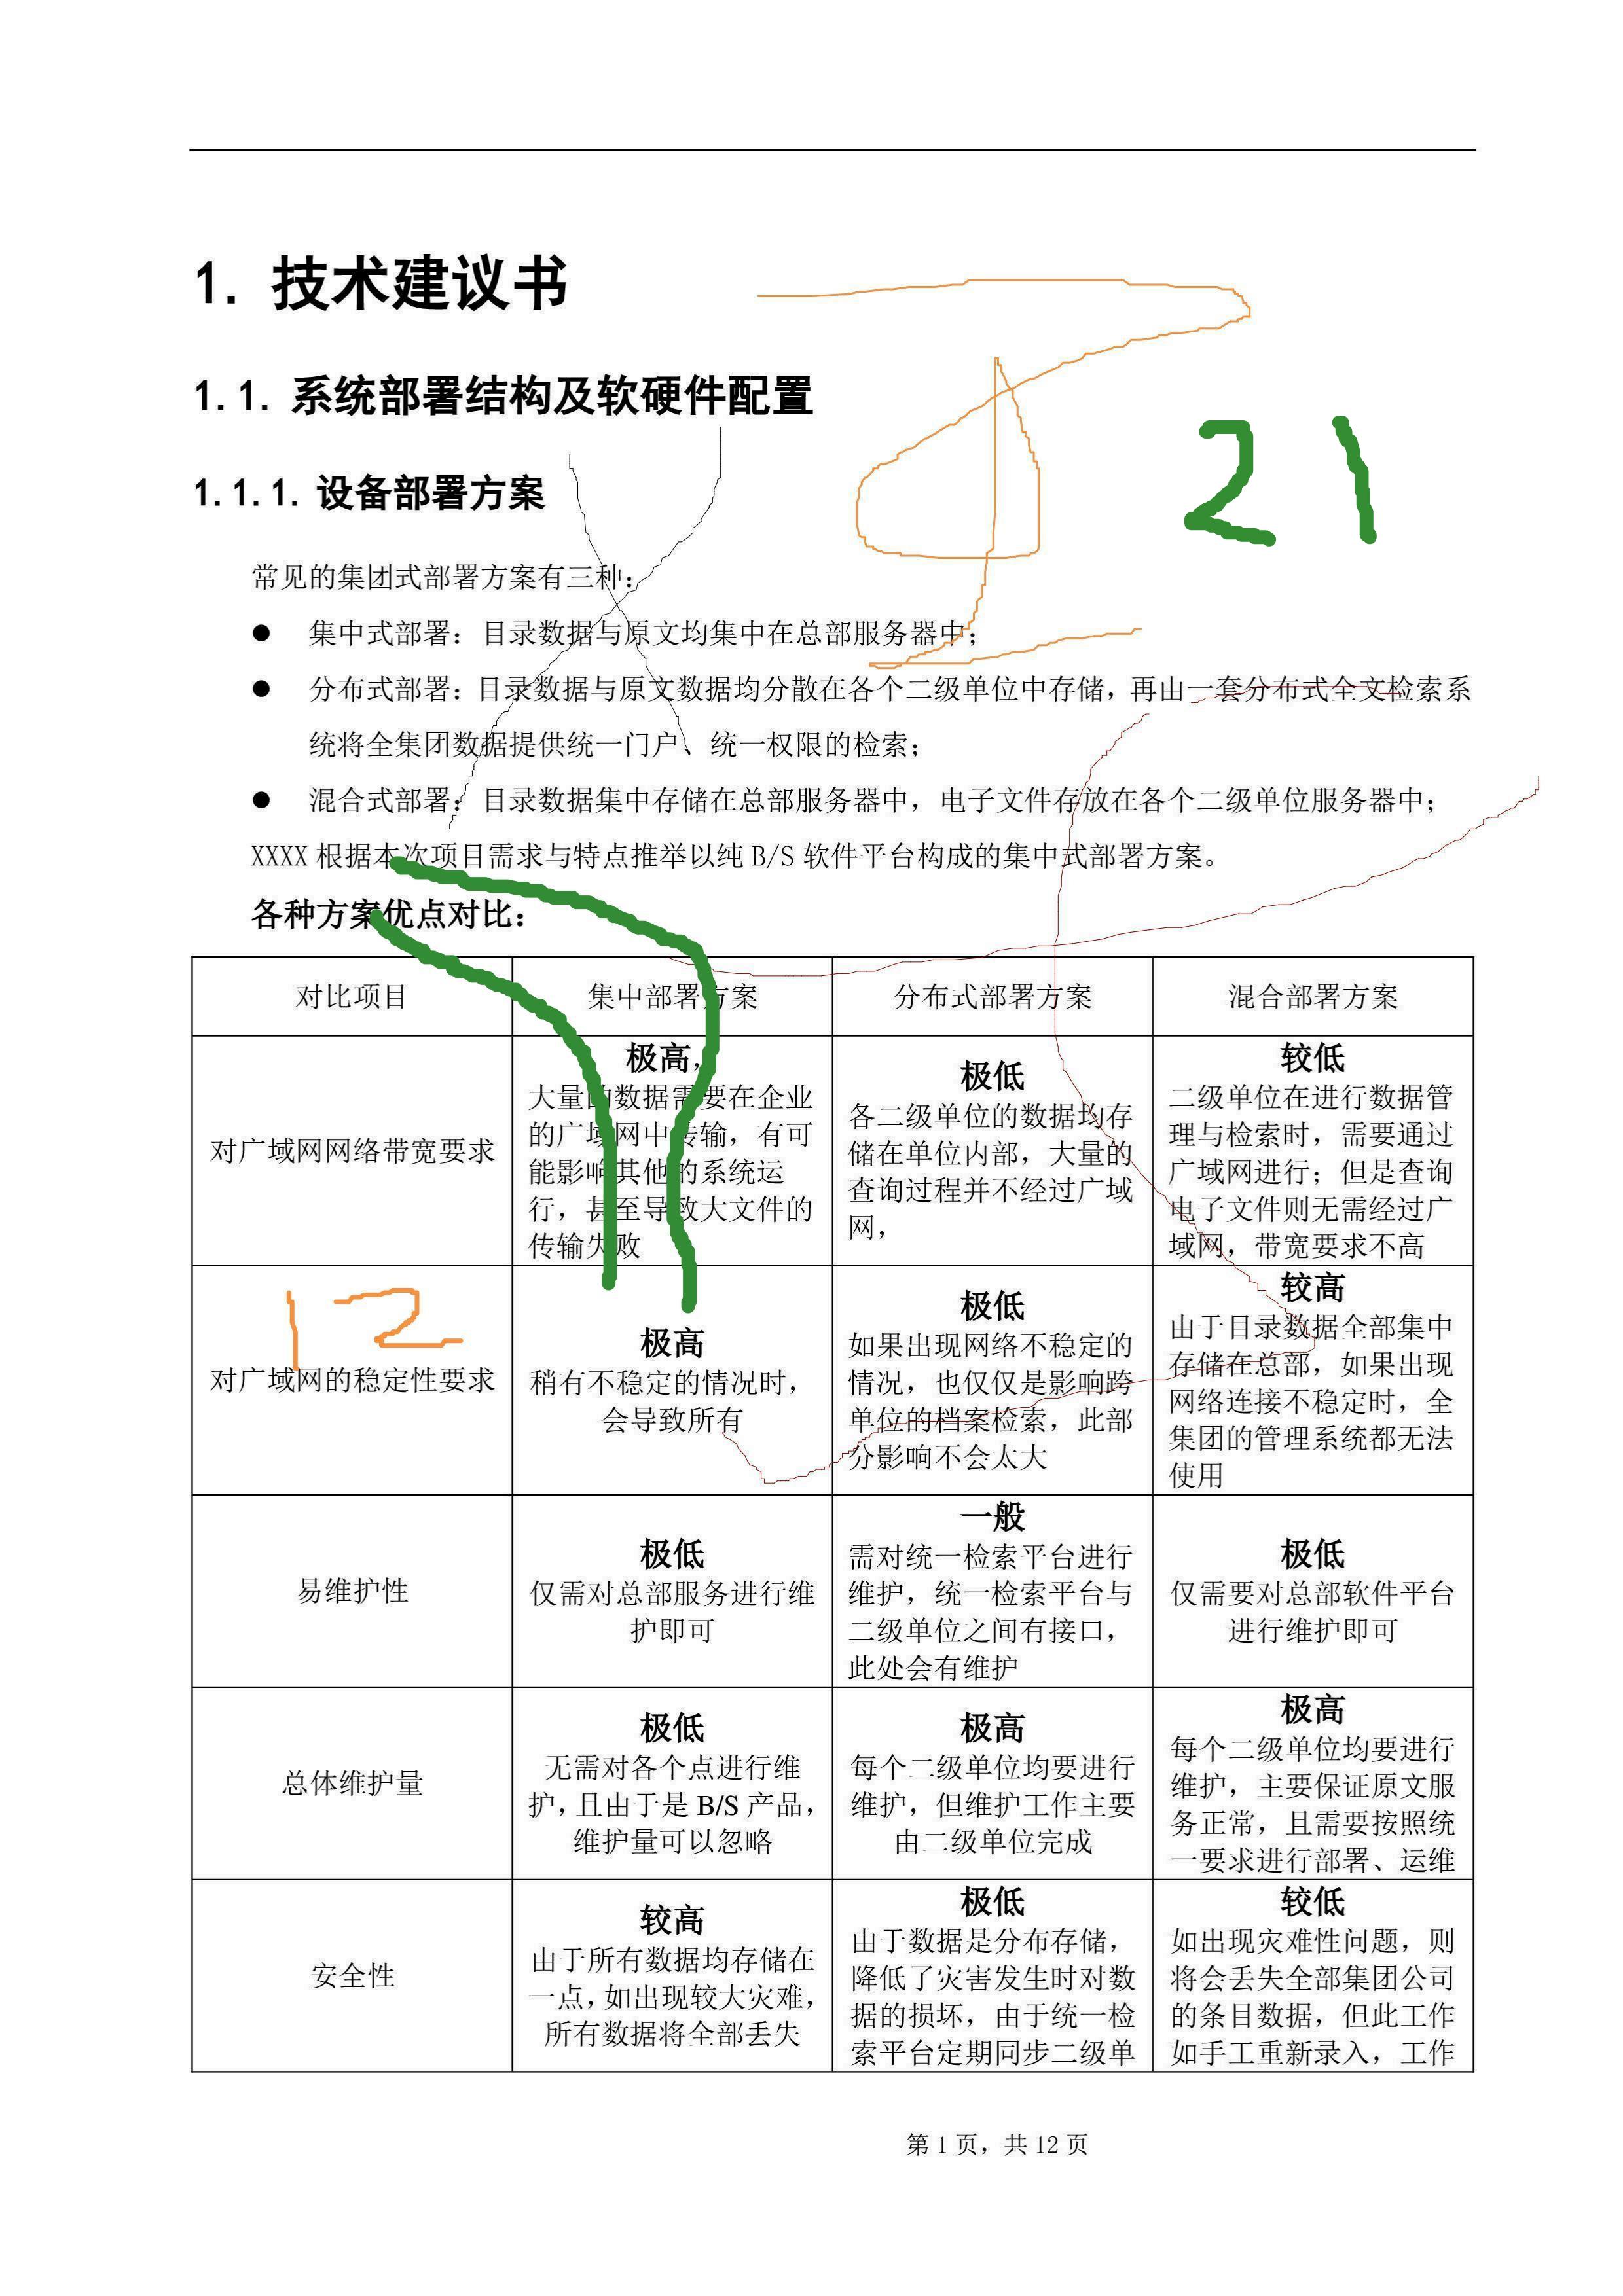 1. 技术建议书
1.1. 系统部署结构及软硬件配置
21
1.1.1. 设备部署方案
常见的集团式部署方案有三种：
● 集中式部署：目录数据与原文均集中在总部服务器中；
● 分布式部署：目录数据与原文数据均分散在各个二级单位中存储，再由一套分布式全文检索系
统将全集团数据提供统一门户、统一权限的检索；
● 混合式部署：目录数据集中存储在总部服务器中，电子文件存放在各个二级单位服务器中；
XXXX 根据本次项目需求与特点推举以纯 B/S 软件平台构成的集中式部署方案。
各种方案优点对比：
对比项目 集中部署方案 分布式部署方案 混合部署方案
对广域网网络带宽要求
极高，
大量的数据需要在企业
的广域网中传输，有可
能影响其他的系统运
行，甚至导致大文件的
传输失败
极低
各二级单位的数据均存
储在单位内部，大量的
查询过程并不经过广域
网，
较低
二级单位在进行数据管
理与检索时，需要通过
广域网进行；但是查询
电子文件则无需经过广
域网，带宽要求不高
12
对广域网的稳定性要求
极高
稍有不稳定的情况时，
会导致所有
极低
如果出现网络不稳定的
情况，也仅仅是影响跨
单位的档案检索，此部
分影响不会太大
较高
由于目录数据全部集中
存储在总部，如果出现
网络连接不稳定时，全
集团的管理系统都无法
使用
易维护性
极低
仅需对总部服务进行维
护即可
一般
需对统一检索平台进行
维护，统一检索平台与
二级单位之间有接口，
此处会有维护
极低
仅需要对总部软件平台
进行维护即可
总体维护量
极低
无需对各个点进行维
护，且由于是 B/S 产品，
维护量可以忽略
极高
每个二级单位均要进行
维护，但维护工作主要
由二级单位完成
极高
每个二级单位均要进行
维护，主要保证原文服
务正常，且需要按照统
一要求进行部署、运维
安全性
较高
由于所有数据均存储在
一点，如出现较大灾难，
所有数据将全部丢失
极低
由于数据是分布存储，
降低了灾害发生时对数
据的损坏，由于统一检
索平台定期同步二级单
较低
如出现灾难性问题，则
将会丢失全部集团公司
的条目数据，但此工作
如手工重新录入，工作
第 1 页，共 12 页